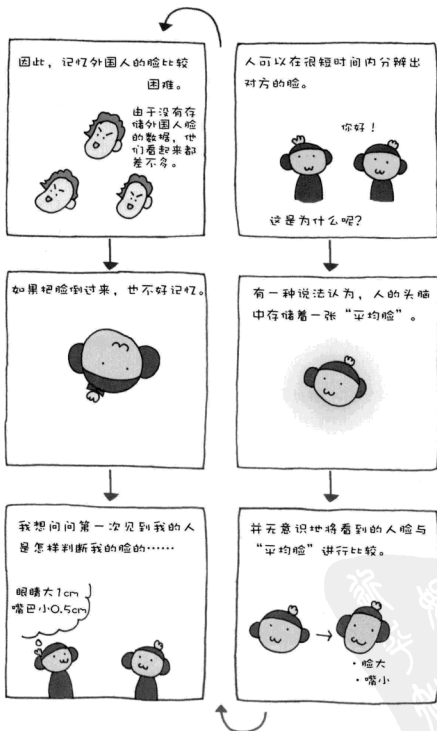 人可以在很短时间内分辨出
对方的脸。
你好！
这是为什么呢？
有一种说法认为，人的头脑
中存储着一张“平均脸”。
并无意识地将看到的人脸与
“平均脸”进行比较。
·脸大
·嘴小
因此，记忆外国人的脸比较
困难。
由于没有存
储外国人脸
的数据，他
们看起来都
差不多。
如果把脸倒过来，也不好记忆。
我想问问第一次见到我的人
是怎样判断我的脸的……
眼睛大1cm
嘴巴小0.5cm